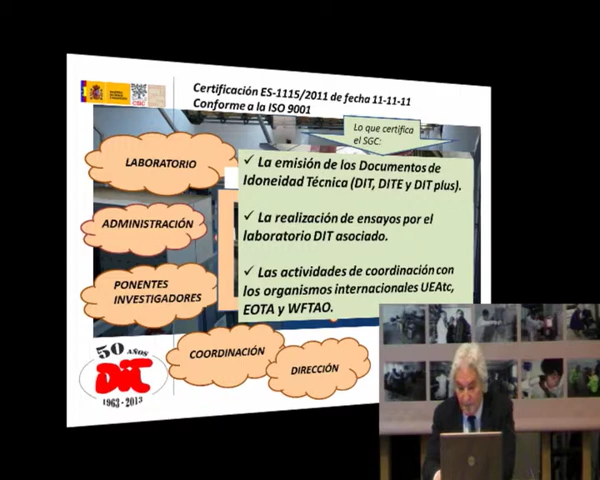 Certificación ES-1115/2011 de fecha 11-11-11
Conforme a la ISO 9001
Lo que certifica
el SGC:
LABORATORIO
ADMINISTRACIÓN
PONENTES
INVESTIGADORES
COORDINACIÓN
DIRECCIÓN
✓ La emisión de los Documentos de
Idoneidad Técnica (DIT, DITE y DIT plus).
✓ La realización de ensayos por el
laboratorio DIT asociado.
✓ Las actividades de coordinación con
los organismos internacionales UEAtc,
EOTA y WFTAO.
50 AÑOS
DIT
1963 - 2013
CSIC